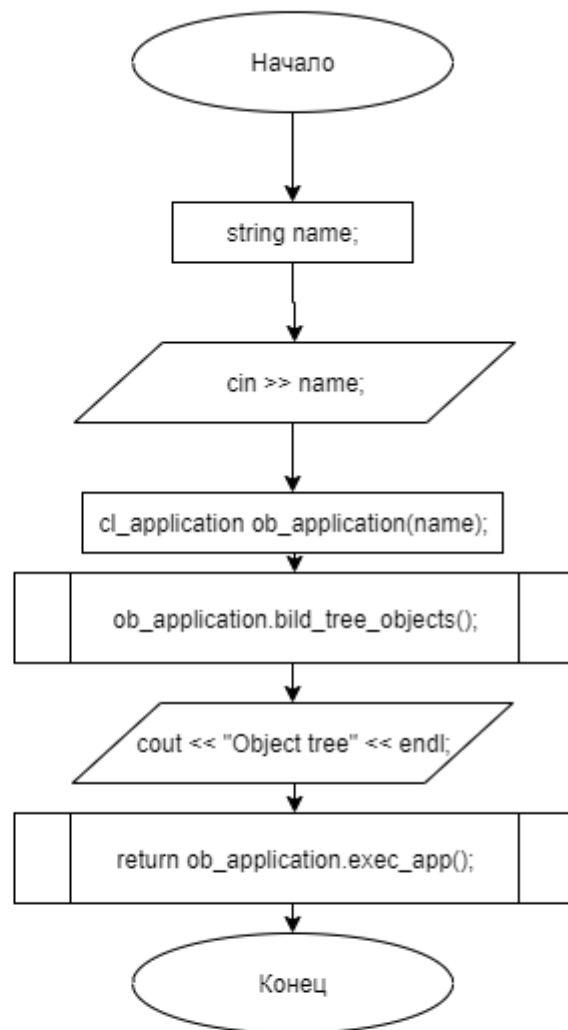 Начало
string name;
cin >> name;
cl_application ob_application(name);
ob_application.bild_tree_objects();
cout << "Object tree" << endl;
return ob_application.exec_app();
Конец